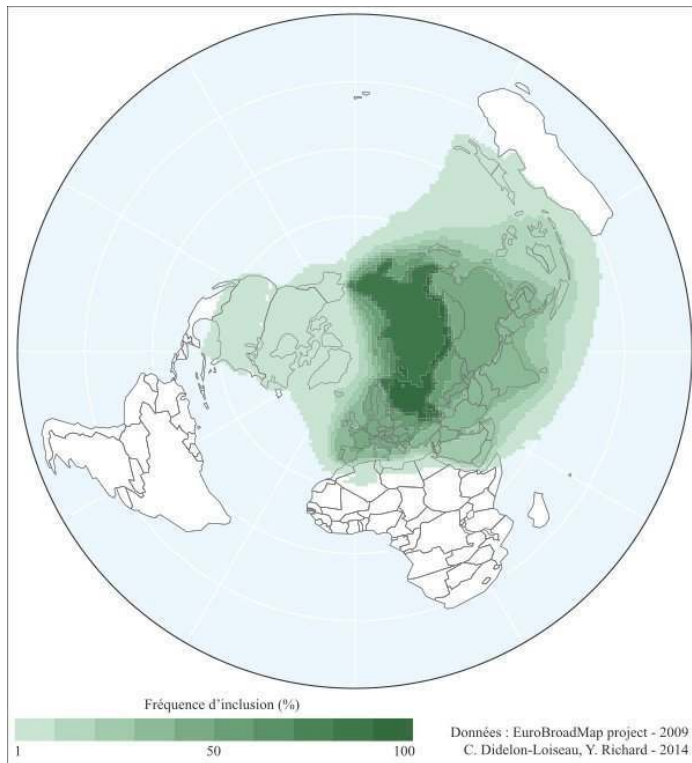 Fréquence d'inclusion (%)
1 50 100
Données : EuroBroadMap project - 2009
C. Didelon-Loiseau, Y. Richard - 2014